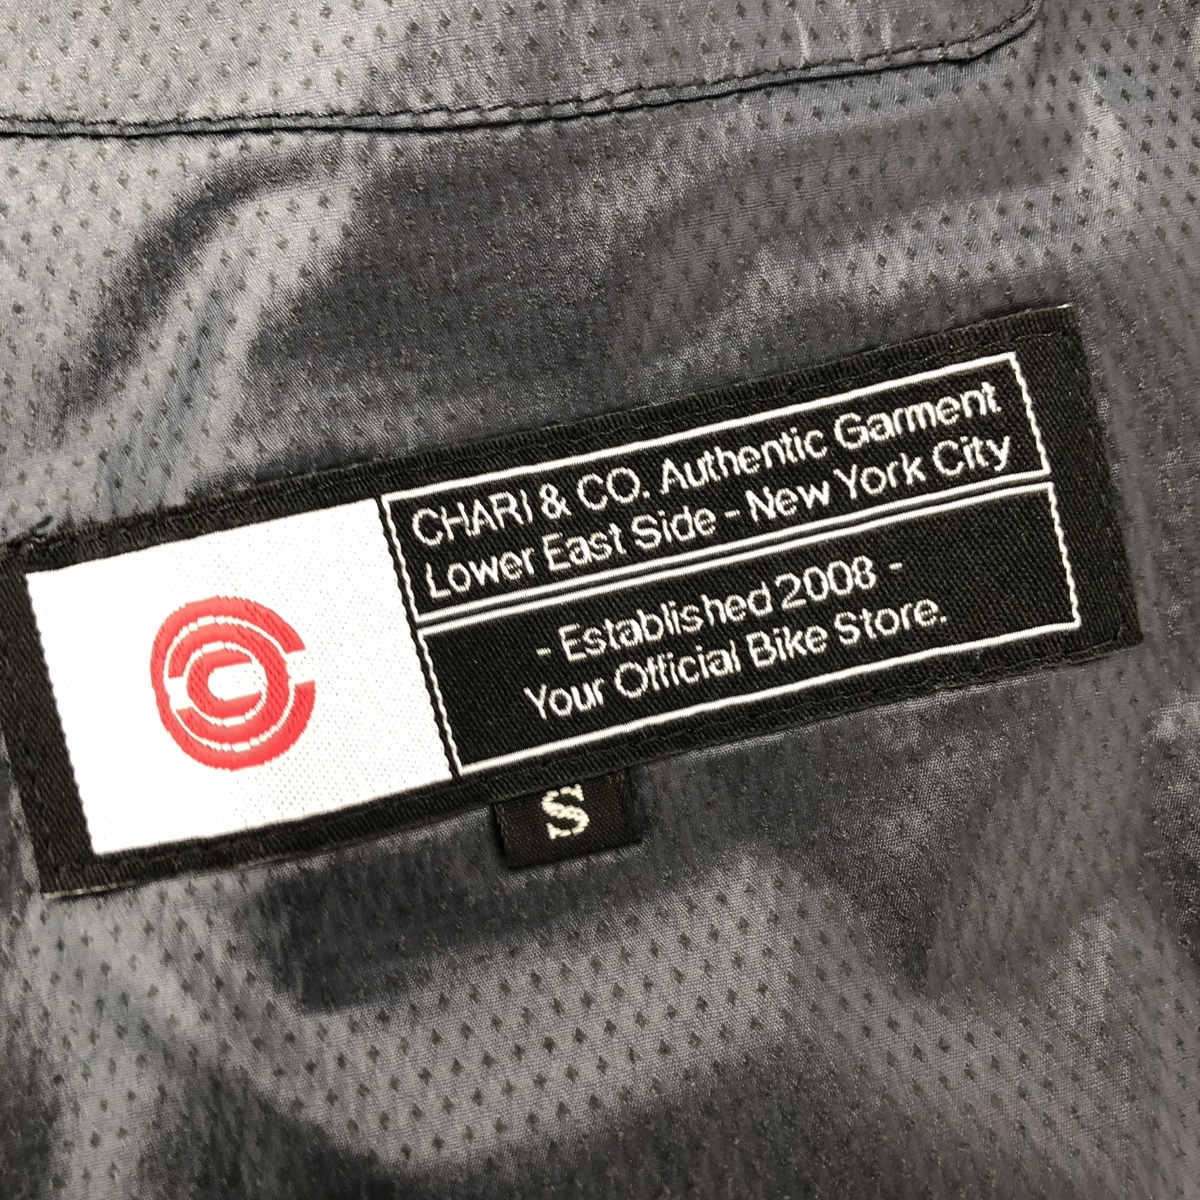 CHARI & CO. Authentic Garment
Lower East Side - New York City
- Established 2008 -
Your Official Bike Store.
S